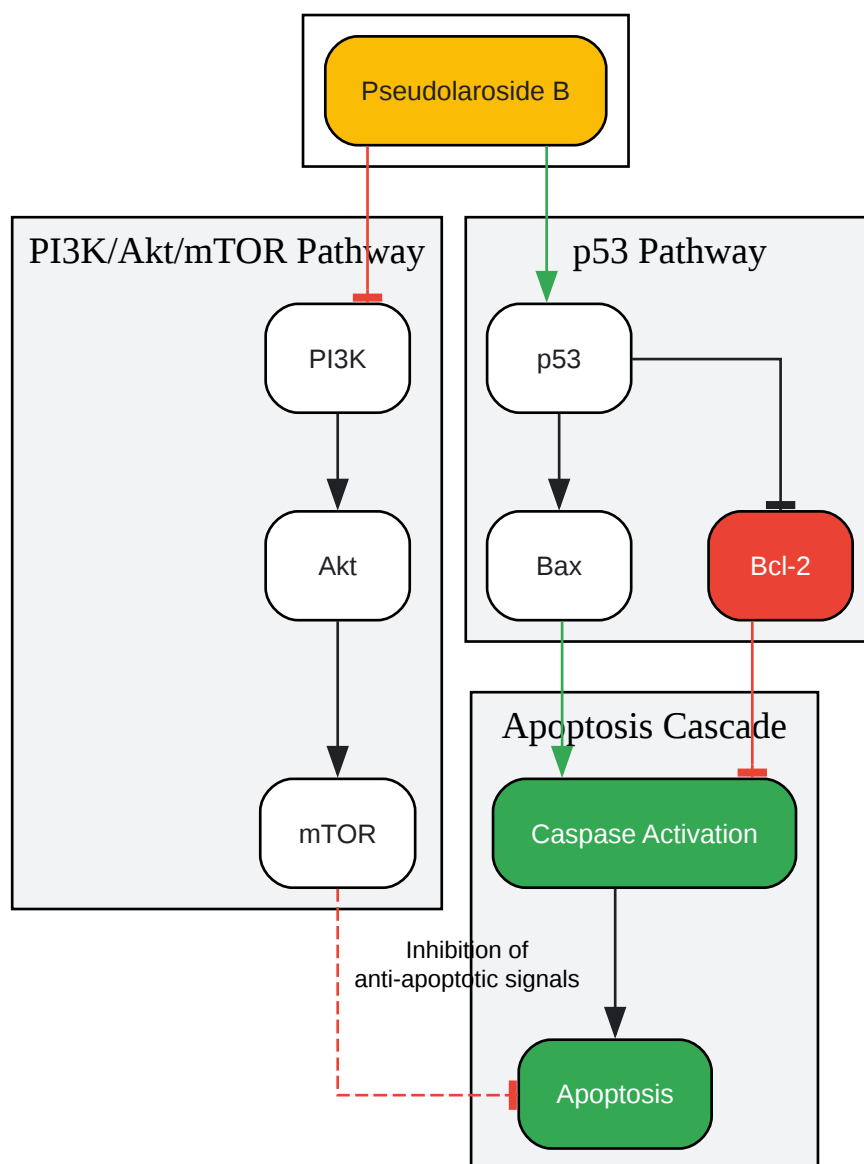 Pseudolaroside B
PI3K/Akt/mTOR Pathway
p53 Pathway
PI3K
p53
Akt
Bax
Bcl-2
Apoptosis Cascade
mTOR
Caspase Activation
Inhibition of
anti-apoptotic signals
Apoptosis